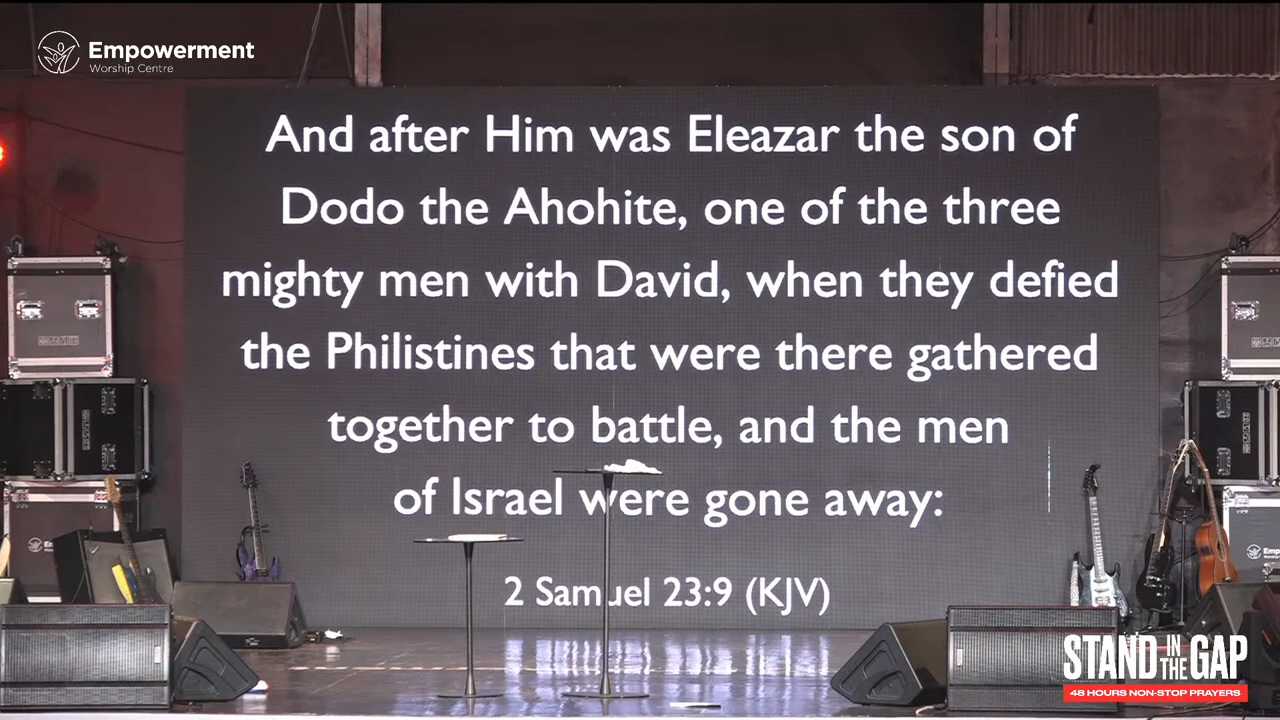 Empowerment
Worship Centre
And after Him was Eleazar the son of
Dodo the Ahohite, one of the three
mighty men with David, when they defied
the Philistines that were there gathered
together to battle, and the men
of Israel were gone away:
2 Samuel 23:9 (KJV)
STAND IN THE GAP
48 HOURS NON-STOP PRAYERS